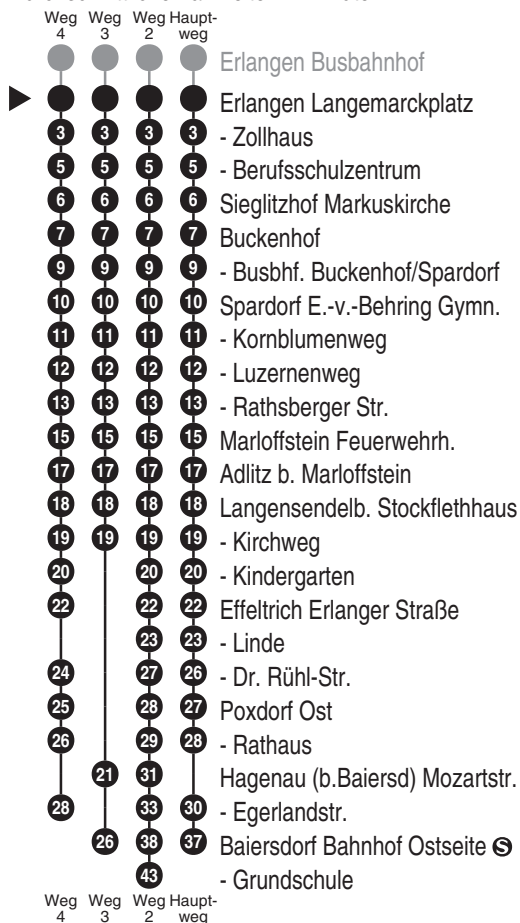 Weg Weg Weg Haupt-
4 3 2 weg
Erlangen Busbahnhof
Erlangen Langemarckplatz
3 3 3 3 - Zollhaus
5 5 5 5 - Berufsschulzentrum
6 6 6 6 Sieglitzhof Markuskirche
7 7 7 7 Buckenhof
9 9 9 9 - Busbhf. Buckenhof/Spardorf
10 10 10 10 Spardorf E.-v.-Behring Gymn.
11 11 11 11 - Kornblumenweg
12 12 12 12 - Luzernenweg
13 13 13 13 - Rathsberger Str.
15 15 15 15 Marloffstein Feuerwehrh.
17 17 17 17 Adlitz b. Marloffstein
18 18 18 18 Langensendelb. Stockflethhaus
19 19 19 19 - Kirchweg
20 20 20 - Kindergarten
22 22 22 Effeltrich Erlanger Straße
23 23 - Linde
24 27 26 - Dr. Rühl-Str.
25 28 27 Poxdorf Ost
26 29 28 - Rathaus
21 31 Hagenau (b.Baiersd) Mozartstr.
28 33 30 - Egerlandstr.
26 38 37 Baiersdorf Bahnhof Ostseite S
43 - Grundschule
Weg Weg Weg Haupt-
4 3 2 weg